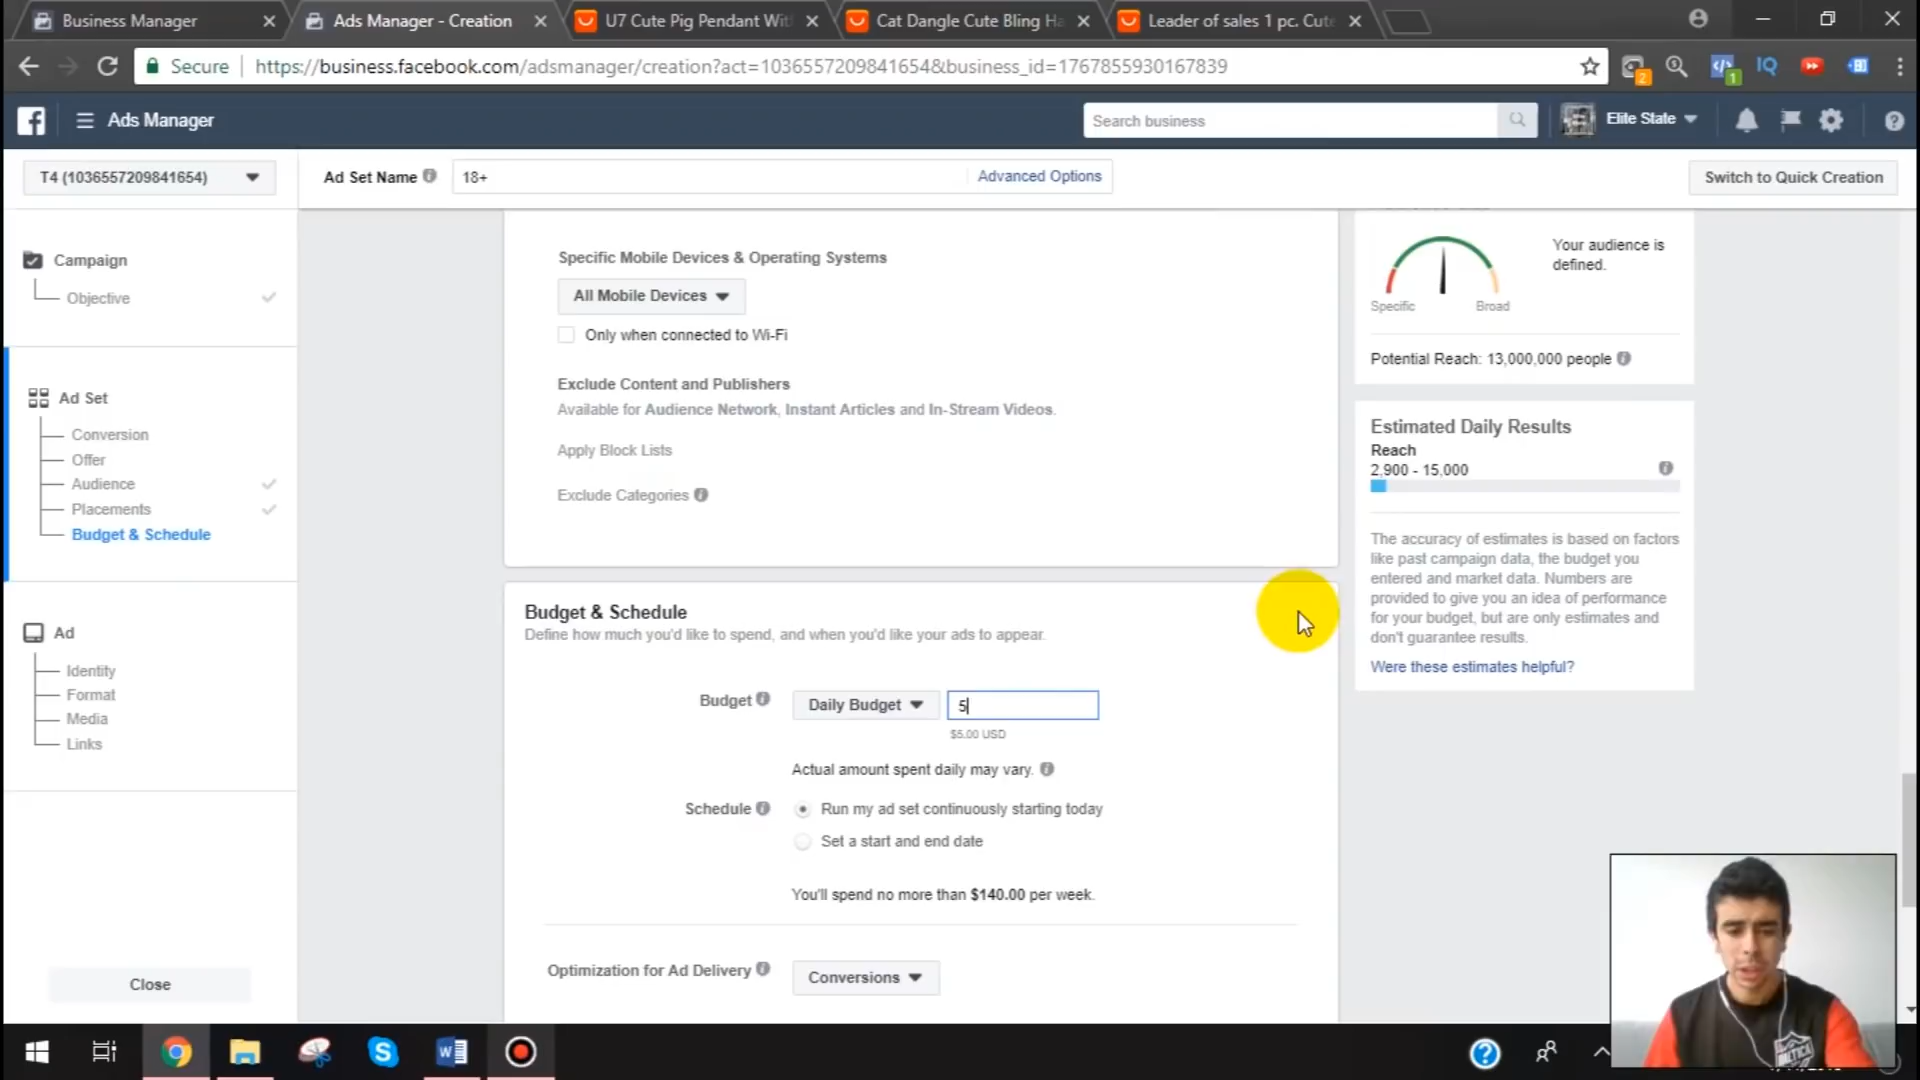 Business Manager
Ads Manager - Creation
U7 Cute Pig Pendant Wit
Cat Dangle Cute Bling Ha
Leader of sales 1 pc. Cute
Secure
https://business.facebook.com/adsmanager/creation?act=1036557209841654&business_id=1767855930167839
2
1
IQ
Ads Manager
Search business
Elite State
T4 (1036557209841654)
Ad Set Name
18+
Advanced Options
Switch to Quick Creation
Campaign
Objective
Ad Set
Conversion
Offer
Audience
Placements
Budget & Schedule
Ad
Identity
Format
Media
Links
Close
Specific Mobile Devices & Operating Systems
All Mobile Devices
Only when connected to Wi-Fi
Exclude Content and Publishers
Available for Audience Network, Instant Articles and In-Stream Videos.
Apply Block Lists
Exclude Categories
Budget & Schedule
Define how much you'd like to spend, and when you'd like your ads to appear.
Budget
Daily Budget
5
$5.00 USD
Actual amount spent daily may vary.
Schedule
Run my ad set continuously starting today
Set a start and end date
You'll spend no more than $140.00 per week.
Optimization for Ad Delivery
Conversions
Your audience is
defined.
Specific
Broad
Potential Reach: 13,000,000 people
Estimated Daily Results
Reach
2,900 - 15,000
The accuracy of estimates is based on factors
like past campaign data, the budget you
entered and market data. Numbers are
provided to give you an idea of performance
for your budget, but are only estimates and
don't guarantee results.
Were these estimates helpful?